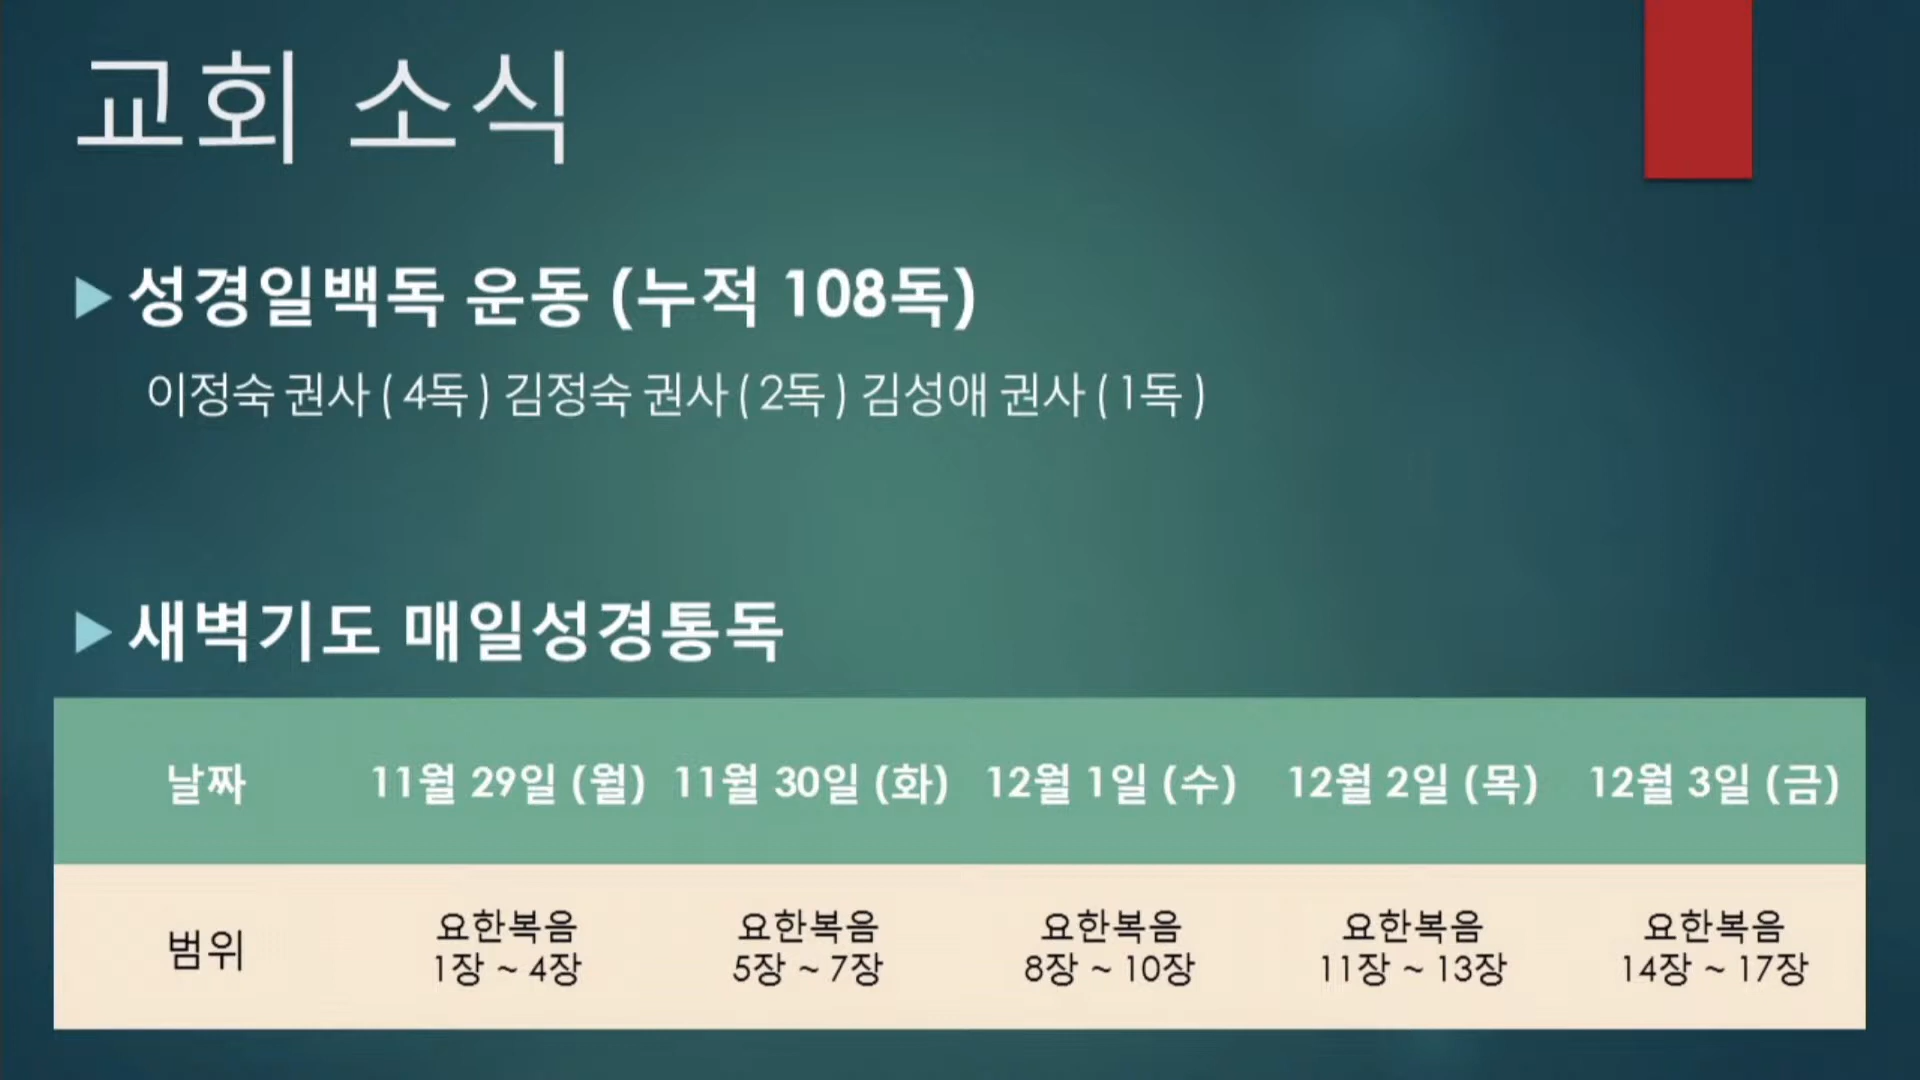 교회 소식
성경일백독 운동 (누적 108독)
이정숙 권사 ( 4독 ) 김정숙 권사 ( 2독 ) 김성애 권사 ( 1독 )
새벽기도 매일성경통독
날짜 11월 29일 (월) 11월 30일 (화) 12월 1일 (수) 12월 2일 (목) 12월 3일 (금)
범위 요한복음 요한복음 요한복음 요한복음 요한복음
1장 ~ 4장 5장 ~ 7장 8장 ~ 10장 11장 ~ 13장 14장 ~ 17장